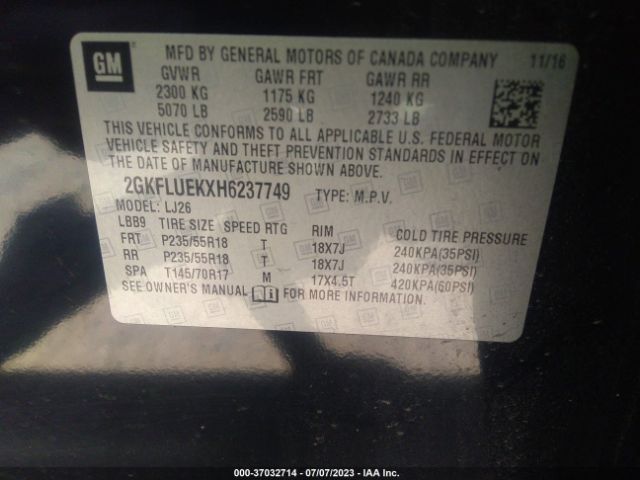 GM
MFD BY GENERAL MOTORS OF CANADA COMPANY 11/16
GVWR GAWR FRT GAWR RR
2300 KG 1175 KG 1240 KG
5070 LB 2590 LB 2733 LB
THIS VEHICLE CONFORMS TO ALL APPLICABLE U.S. FEDERAL MOTOR
VEHICLE SAFETY AND THEFT PREVENTION STANDARDS IN EFFECT ON
THE DATE OF MANUFACTURE SHOWN ABOVE.
2GKFLUEKXH6237749 TYPE: M.P.V.
MODEL: LJ26
LBB9 TIRE SIZE SPEED RTG RIM COLD TIRE PRESSURE
FRT P235/55R18 T 18X7J 240KPA(35PSI)
RR P235/55R18 T 18X7J 240KPA(35PSI)
SPA T145/70R17 M 17X4.5T 420KPA(60PSI)
SEE OWNER'S MANUAL FOR MORE INFORMATION.
000-37032714 - 07/07/2023 - IAA Inc.